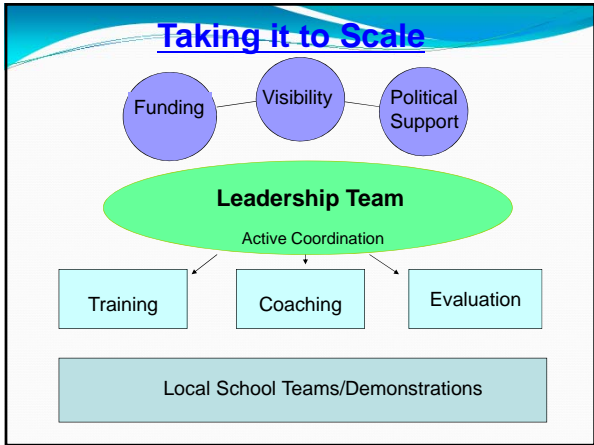 Taking it to Scale
Funding
Visibility
Political
Support
Leadership Team
Active Coordination
Training
Coaching
Evaluation
Local School Teams/Demonstrations